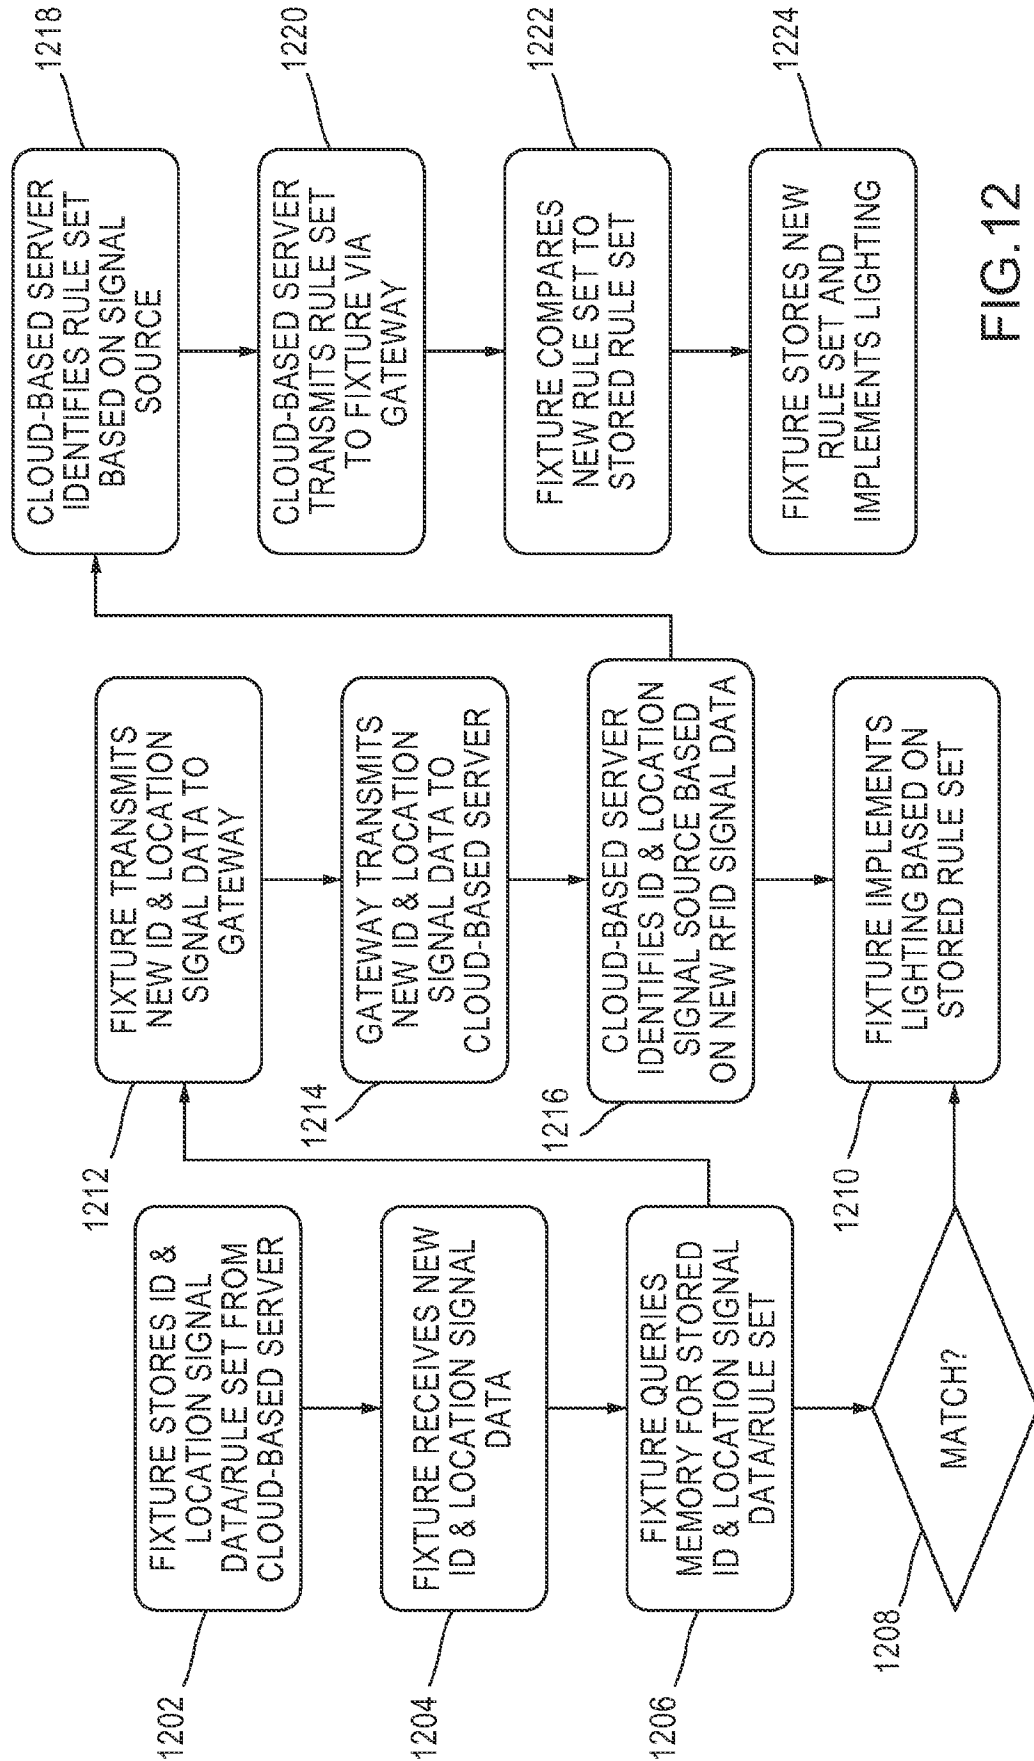 1202
FIXTURE STORES ID &
LOCATION SIGNAL
DATA/RULE SET FROM
CLOUD-BASED SERVER
1204
FIXTURE RECEIVES NEW
ID & LOCATION SIGNAL
DATA
1206
FIXTURE QUERIES
MEMORY FOR STORED
ID & LOCATION SIGNAL
DATA/RULE SET
1208
MATCH?
1212
FIXTURE TRANSMITS
NEW ID & LOCATION
SIGNAL DATA TO
GATEWAY
1214
GATEWAY TRANSMITS
NEW ID & LOCATION
SIGNAL DATA TO
CLOUD-BASED SERVER
1216
CLOUD-BASED SERVER
IDENTIFIES ID & LOCATION
SIGNAL SOURCE BASED
ON NEW RFID SIGNAL DATA
1210
FIXTURE IMPLEMENTS
LIGHTING BASED ON
STORED RULE SET
1218
CLOUD-BASED SERVER
IDENTIFIES RULE SET
BASED ON SIGNAL
SOURCE
1220
CLOUD-BASED SERVER
TRANSMITS RULE SET
TO FIXTURE VIA
GATEWAY
1222
FIXTURE COMPARES
NEW RULE SET TO
STORED RULE SET
1224
FIXTURE STORES NEW
RULE SET AND
IMPLEMENTS LIGHTING
FIG.12